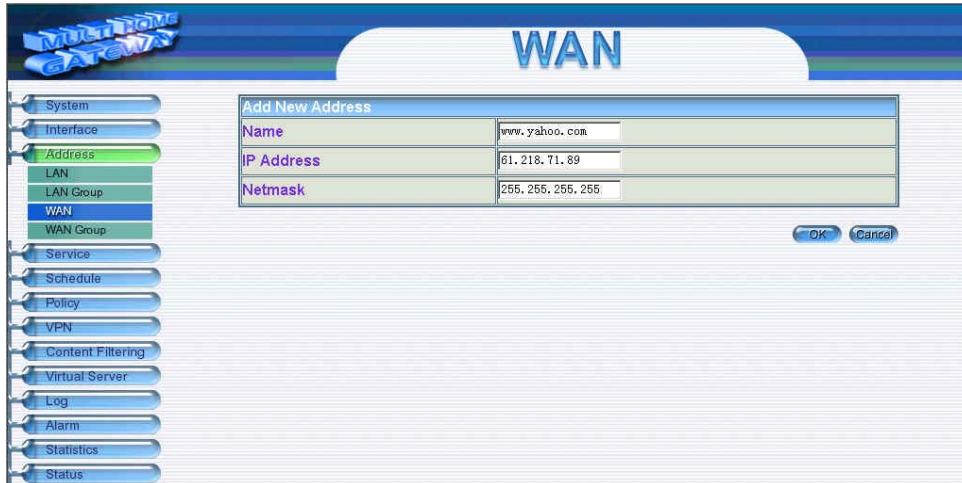 MULTI HOME
GATEWAY
WAN
System
Interface
Address
LAN
LAN Group
WAN
WAN Group
Service
Schedule
Policy
VPN
Content Filtering
Virtual Server
Log
Alarm
Statistics
Status
Add New Address
Name www.yahoo.com
IP Address 61.218.71.89
Netmask 255.255.255.255
OK Cancel